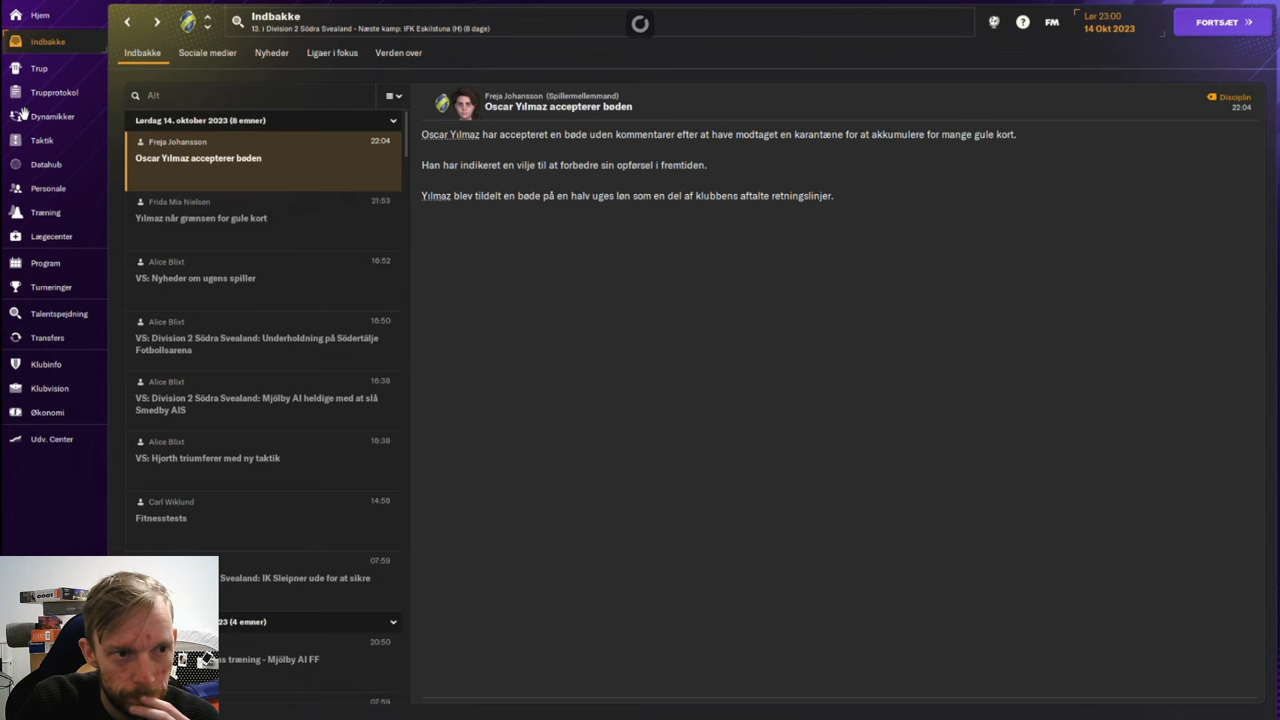 Hjem
Indbakke
Trup
Trupprotokol
Dynamikker
Taktik
Datahub
Personale
Træning
Lægecenter
Program
Turneringer
Talentspejdning
Transfers
Klubinfo
Klubvision
Økonomi
Udv. Center
Indbakke
13. i Division 2 Södra Svealand - Næste kamp: IFK Eskilstuna (H) (8 dage)
FM
Lør 23:00
14 Okt 2023
FORTSÆT
Indbakke
Sociale medier
Nyheder
Ligaer i fokus
Verden over
Alt
Lørdag 14. oktober 2023 (8 emner)
Freja Johansson 22:04
Oscar Yılmaz accepterer bøden
Frida Mia Nielsen 21:53
Yılmaz når grænsen for gule kort
Alice Blixt 16:52
VS: Nyheder om ugens spiller
Alice Blixt 16:50
VS: Division 2 Södra Svealand: Underholdning på Södertälje
Fotbollsarena
Alice Blixt 16:38
VS: Division 2 Södra Svealand: Mjölby AI heldige med at slå
Smedby AIS
Alice Blixt 16:38
VS: Hjorth triumferer med ny taktik
Carl Wiklund 14:56
Fitnesstests
07:59
Svealand: IK Sleipner ude for at sikre
23 (4 emner)
20:50
træning - Mjölby AI FF
07:59
Freja Johansson (Spillermellemmand)
Oscar Yılmaz accepterer bøden
Disciplin
22:04
Oscar Yılmaz har accepteret en bøde uden kommentarer efter at have modtaget en karantæne for at akkumulere for mange gule kort.
Han har indikeret en vilje til at forbedre sin opførsel i fremtiden.
Yılmaz blev tildelt en bøde på en halv uges løn som en del af klubbens aftalte retningslinjer.